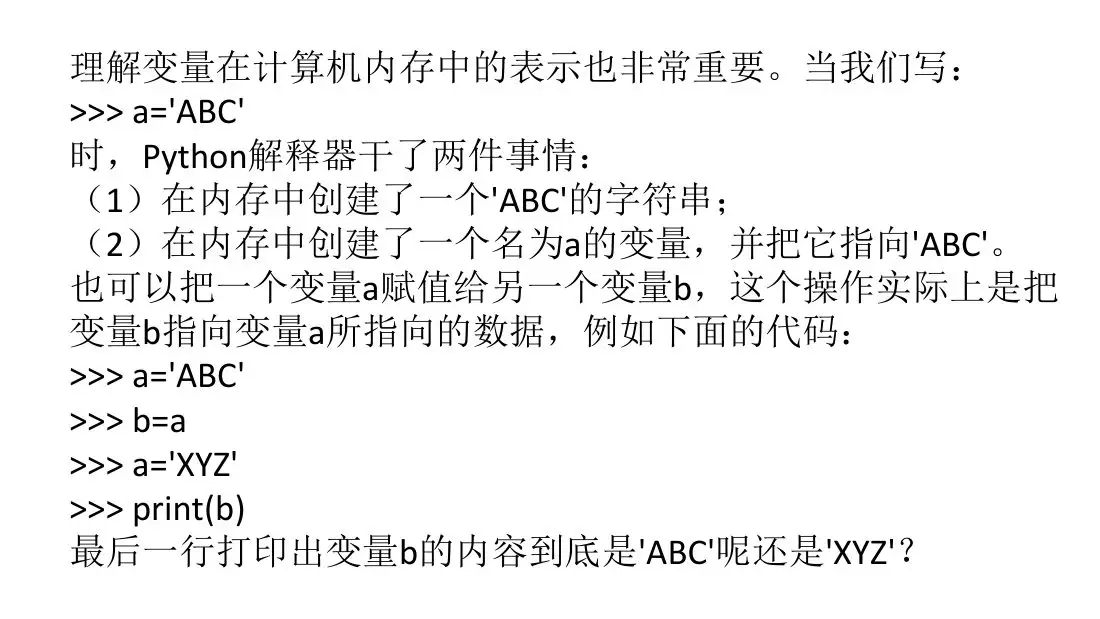 理解变量在计算机内存中的表示也非常重要。当我们写：
>>> a='ABC'
时，Python解释器干了两件事情：
（1）在内存中创建了一个'ABC'的字符串；
（2）在内存中创建了一个名为a的变量，并把它指向'ABC'。
也可以把一个变量a赋值给另一个变量b，这个操作实际上是把
变量b指向变量a所指向的数据，例如下面的代码：
>>> a='ABC'
>>> b=a
>>> a='XYZ'
>>> print(b)
最后一行打印出变量b的内容到底是'ABC'呢还是'XYZ'？